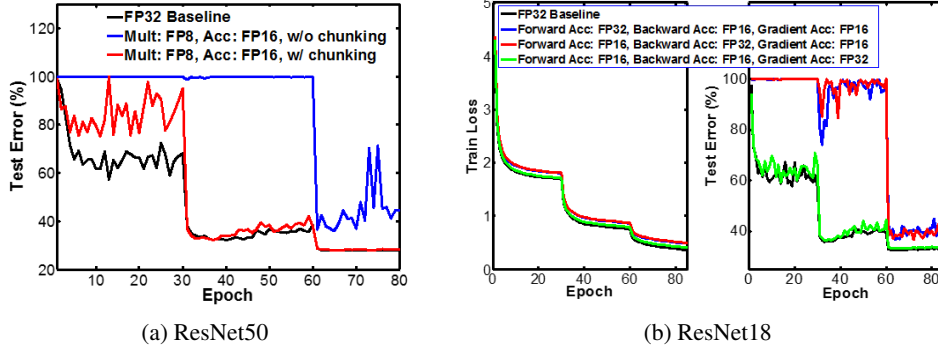 FP32 Baseline
Mult: FP8, Acc: FP16, w/o chunking
Mult: FP8, Acc: FP16, w/ chunking
Test Error (%)
120
100
80
60
40
20
10 20 30 40 50 60 70 80
Epoch
(a) ResNet50
FP32 Baseline
Forward Acc: FP32, Backward Acc: FP16, Gradient Acc: FP16
Forward Acc: FP16, Backward Acc: FP32, Gradient Acc: FP16
Forward Acc: FP16, Backward Acc: FP16, Gradient Acc: FP32
Train Loss
5
4
3
2
1
0
20 40 60 80
Epoch
Test Error (%)
100
80
60
40
20 40 60 80
Epoch
(b) ResNet18